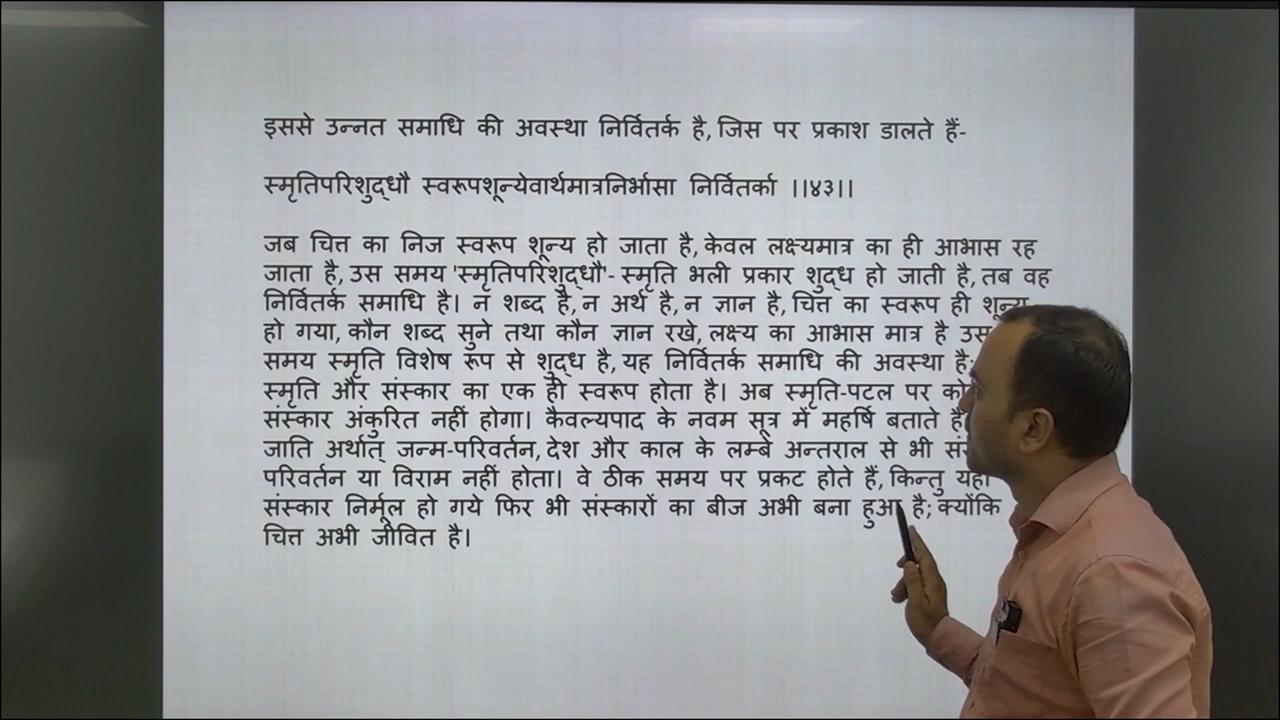 इससे उन्नत समाधि की अवस्था निर्वितर्क है, जिस पर प्रकाश डालते हैं-
स्मृतिपरिशुद्धौ स्वरूपशून्येवार्थमात्रनिर्भासा निर्वितर्का ।।४३।।
जब चित्त का निज स्वरूप शून्य हो जाता है, केवल लक्ष्यमात्र का ही आभास रह
जाता है, उस समय 'स्मृतिपरिशुद्धौ'- स्मृति भली प्रकार शुद्ध हो जाती है, तब वह
निर्वितर्क समाधि है। न शब्द है, न अर्थ है, न ज्ञान है, चित्त का स्वरूप ही शून्य
हो गया, कौन शब्द सुने तथा कौन ज्ञान रखे, लक्ष्य का आभास मात्र है उस
समय स्मृति विशेष रूप से शुद्ध है, यह निर्वितर्क समाधि की अवस्था है;
स्मृति और संस्कार का एक ही स्वरूप होता है। अब स्मृति-पटल पर
संस्कार अंकुरित नहीं होगा। कैवल्यपाद के नवम सूत्र में महर्षि बताते हैं
जाति अर्थात् जन्म-परिवर्तन, देश और काल के लम्बे अन्तराल से भी
परिवर्तन या विराम नहीं होता। वे ठीक समय पर प्रकट होते हैं, किन्तु यहाँ
संस्कार निर्मूल हो गये फिर भी संस्कारों का बीज अभी बना हुआ है; क्योंकि
चित्त अभी जीवित है।